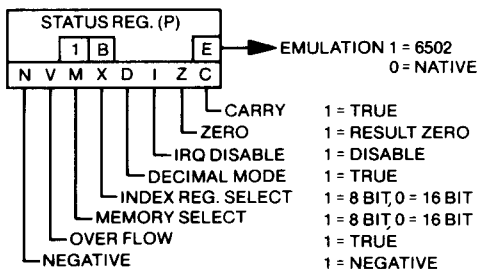 STATUS REG. (P)
1 B E EMULATION 1 = 6502
0 = NATIVE
N V M X D I Z C
CARRY 1 = TRUE
ZERO 1 = RESULT ZERO
IRQ DISABLE 1 = DISABLE
DECIMAL MODE 1 = TRUE
INDEX REG. SELECT 1 = 8 BIT, 0 = 16 BIT
MEMORY SELECT 1 = 8 BIT, 0 = 16 BIT
OVER FLOW 1 = TRUE
NEGATIVE 1 = NEGATIVE